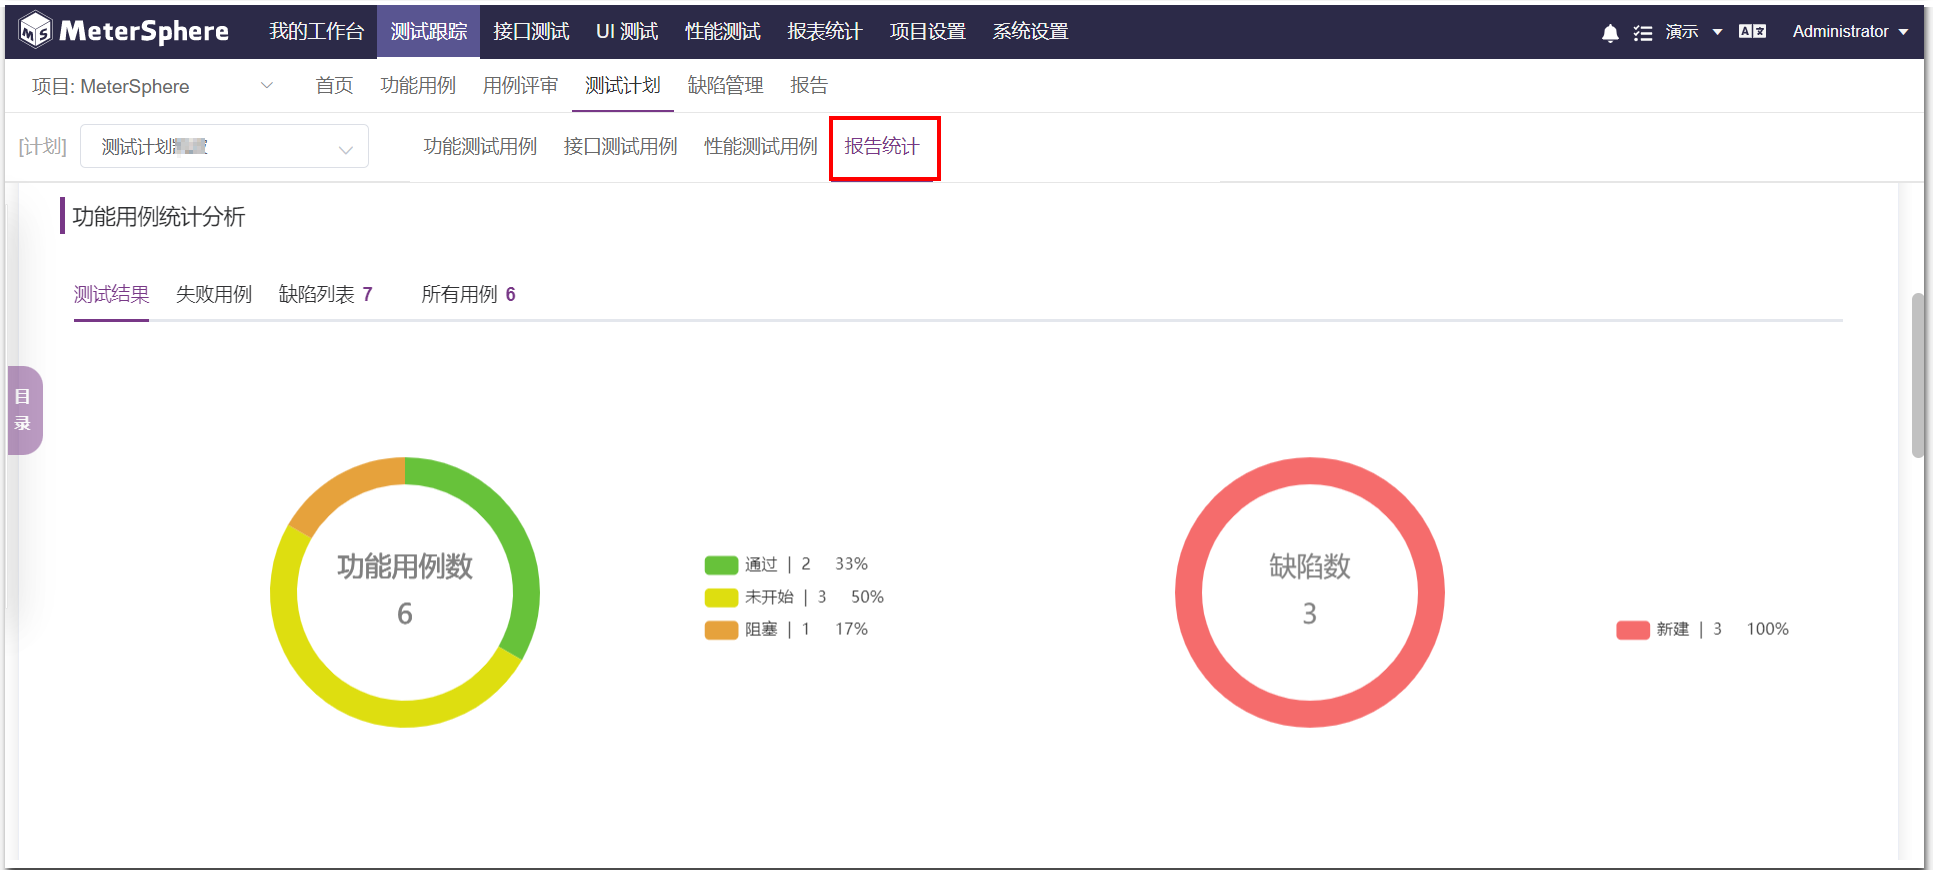 MeterSphere 我的工作台 测试跟踪 接口测试 UI 测试 性能测试 报表统计 项目设置 系统设置 演示 Administrator
项目: MeterSphere 首页 功能用例 用例评审 测试计划 缺陷管理 报告
[计划] 测试计划 功能测试用例 接口测试用例 性能测试用例 报告统计
功能用例统计分析
测试结果 失败用例 缺陷列表 7 所有用例 6
目
录
功能用例数
6
通过 | 2 33%
未开始 | 3 50%
阻塞 | 1 17%
缺陷数
3
新建 | 3 100%